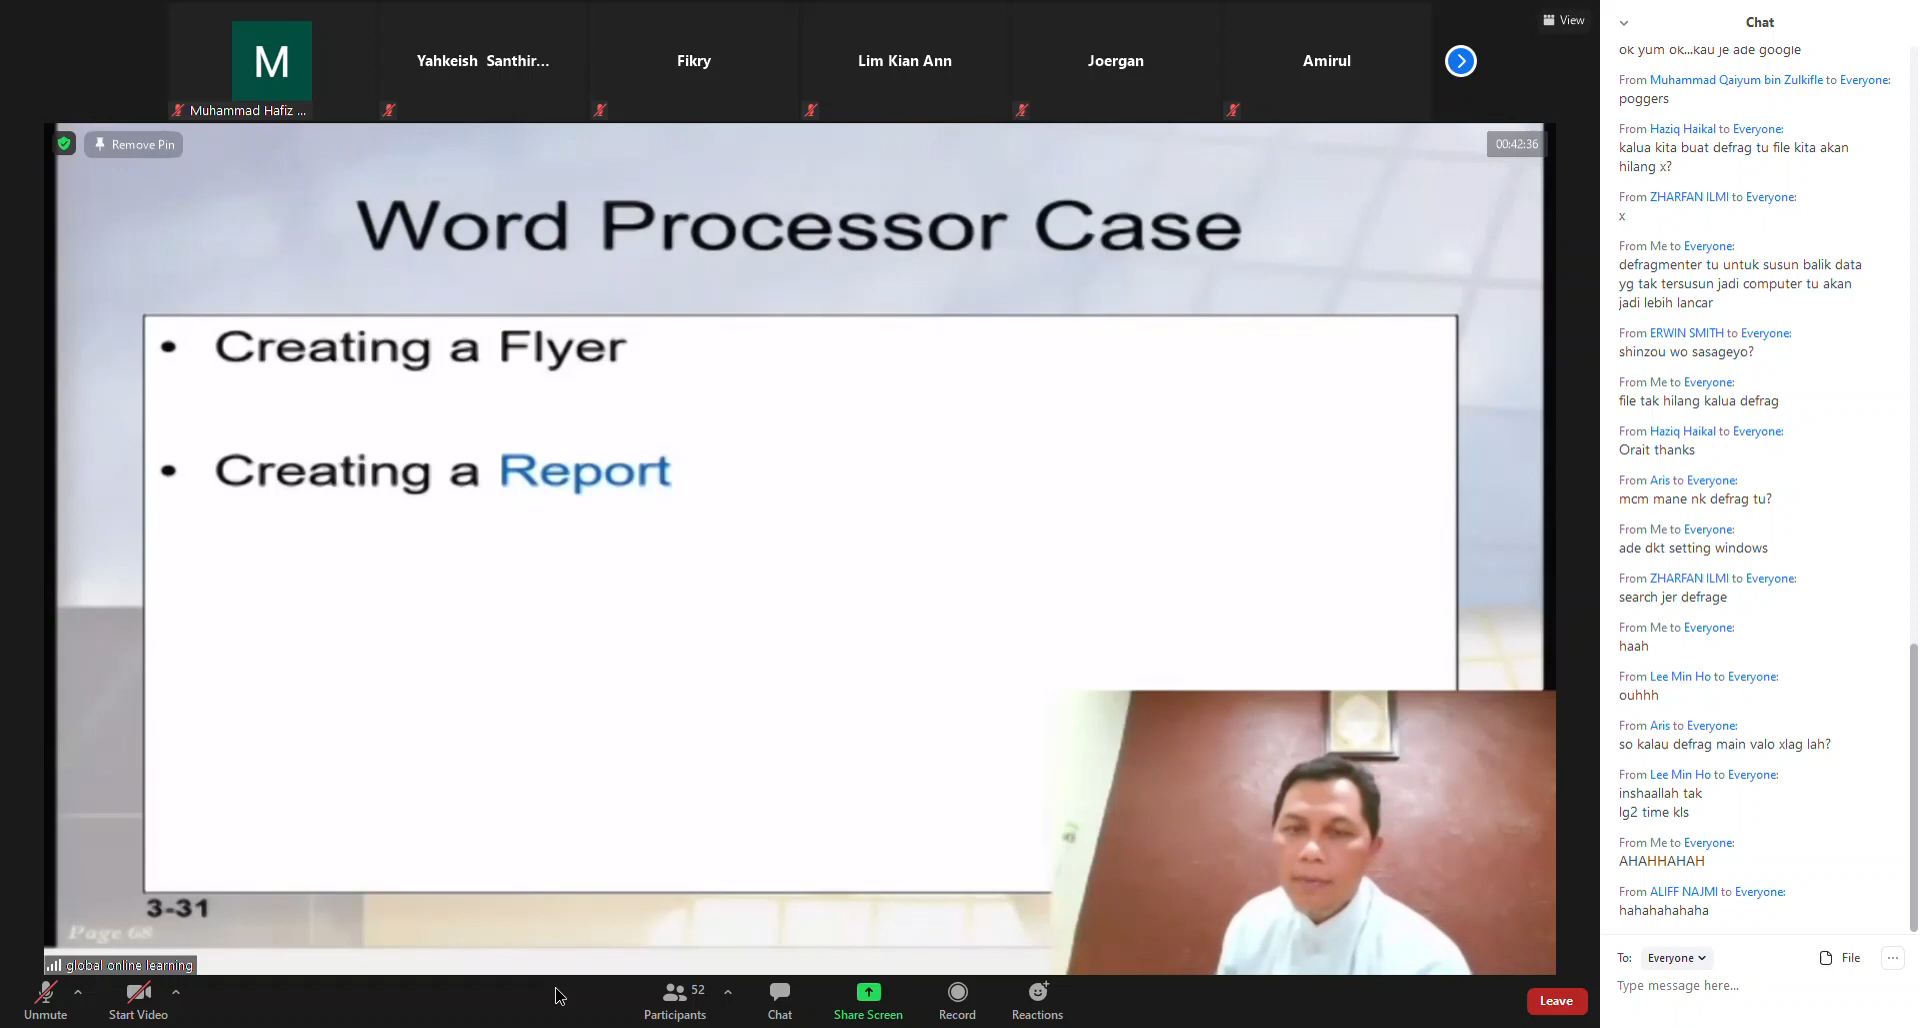 View
M
Muhammad Hafiz ...
Yahkeish Santhir...
Fikry
Lim Kian Ann
Joergan
Amirul
Remove Pin
00:42:36
Word Processor Case
• Creating a Flyer
• Creating a Report
3-31
Page 68
global online learning
Unmute
Start Video
52
Participants
Chat
Share Screen
Record
Reactions
Leave
Chat
ok yum ok...kau je ade google
From Muhammad Qaiyum bin Zulkifle to Everyone:
poggers
From Haziq Haikal to Everyone:
kalua kita buat defrag tu file kita akan
hilang x?
From ZHARFAN ILMI to Everyone:
x
From Me to Everyone:
defragmenter tu untuk susun balik data
yg tak tersusun jadi computer tu akan
jadi lebih lancar
From ERWIN SMITH to Everyone:
shinzou wo sasageyo?
From Me to Everyone:
file tak hilang kalua defrag
From Haziq Haikal to Everyone:
Orait thanks
From Aris to Everyone:
mcm mane nk defrag tu?
From Me to Everyone:
ade dkt setting windows
From ZHARFAN ILMI to Everyone:
search jer defrage
From Me to Everyone:
haah
From Lee Min Ho to Everyone:
ouhhh
From Aris to Everyone:
so kalau defrag main valo xlag lah?
From Lee Min Ho to Everyone:
inshaallah tak
lg2 time kls
From Me to Everyone:
AHAHHAHAH
From ALIFF NAJMI to Everyone:
hahahahahaha
To: Everyone
File
Type message here...